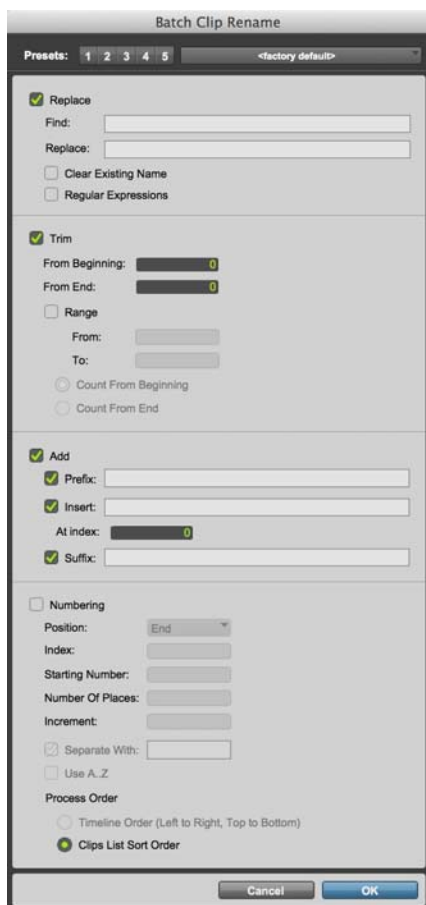 Batch Clip Rename
Presets: 1 2 3 4 5 <factory default>
Replace
Find:
Replace:
Clear Existing Name
Regular Expressions
Trim
From Beginning: 0
From End: 0
Range
From:
To:
Count From Beginning
Count From End
Add
Prefix:
Insert:
At index: 0
Suffix:
Numbering
Position: End
Index:
Starting Number:
Number Of Places:
Increment:
Separate With:
Use A..Z
Process Order
Timeline Order (Left to Right, Top to Bottom)
Clips List Sort Order
Cancel OK